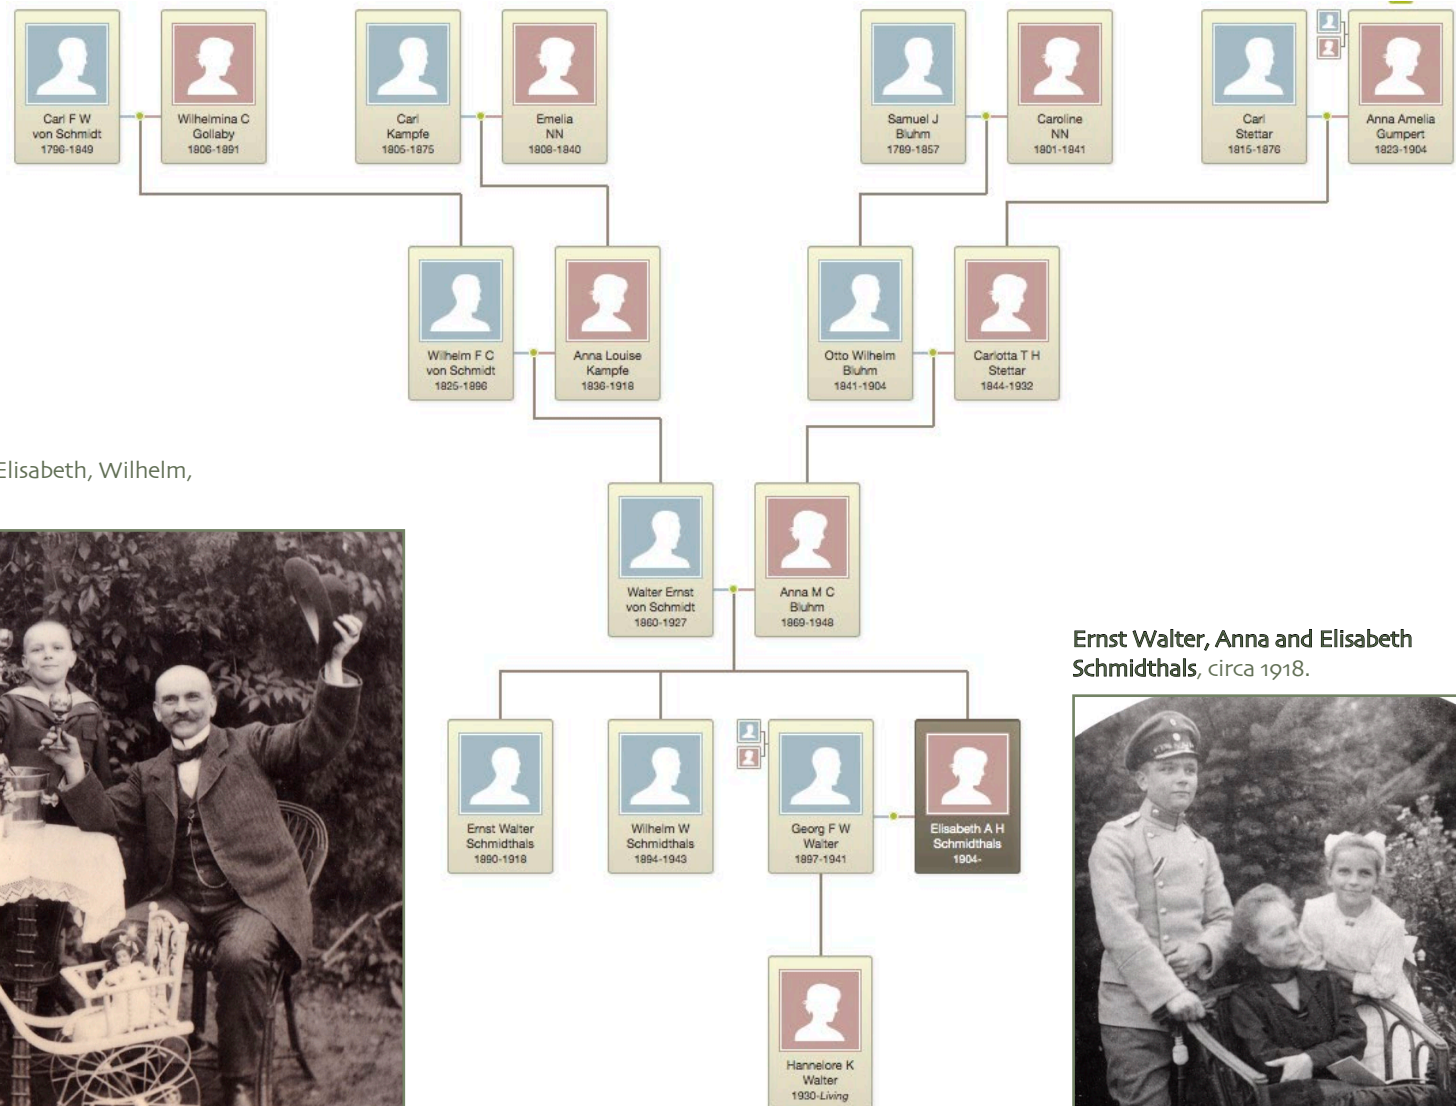 Carl F W
von Schmidt
1796-1849
Wilhelmina C
Gollaby
1806-1891
Carl
Kampfe
1805-1875
Emelia
NN
1808-1840
Samuel J
Bluhm
1789-1857
Caroline
NN
1801-1841
Carl
Stettar
1815-1876
Anna Amelia
Gumpert
1823-1904
Wilhelm F C
von Schmidt
1825-1896
Anna Louise
Kampfe
1836-1918
Otto Wilhelm
Bluhm
1841-1904
Carlotta T H
Stettar
1844-1932
Elisabeth, Wilhelm,
Walter Ernst
von Schmidt
1860-1927
Anna M C
Bluhm
1869-1948
Ernst Walter, Anna and Elisabeth
Schmidthals, circa 1918.
Ernst Walter
Schmidthals
1890-1918
Wilhelm W
Schmidthals
1894-1943
Georg F W
Walter
1897-1941
Elisabeth A H
Schmidthals
1904-
Hannelore K
Walter
1930-Living